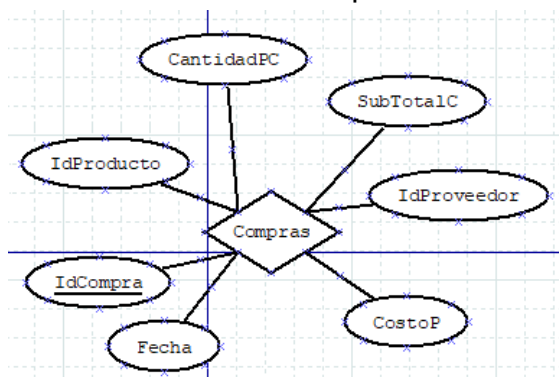 CantidadPC
SubTotalC
IdProducto
IdProveedor
Compras
IdCompra
CostoP
Fecha